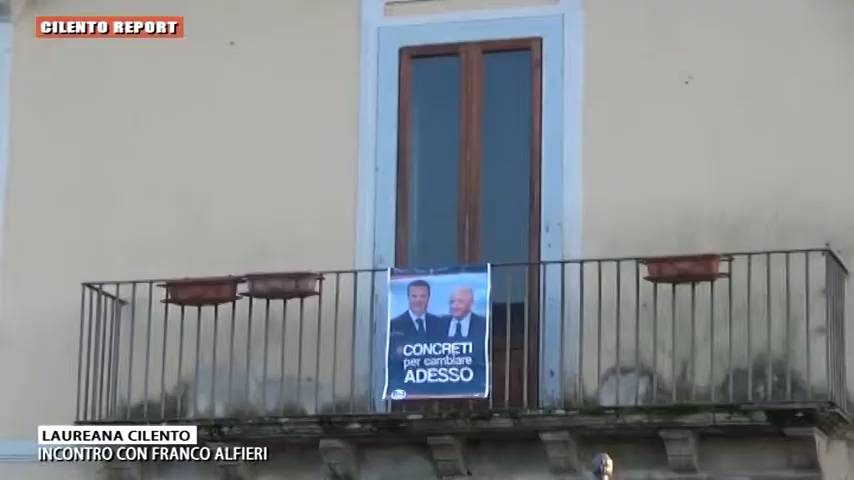 CILENTO REPORT
#CONCRETI
per cambiare
ADESSO
LAUREANA CILENTO
INCONTRO CON FRANCO ALFIERI